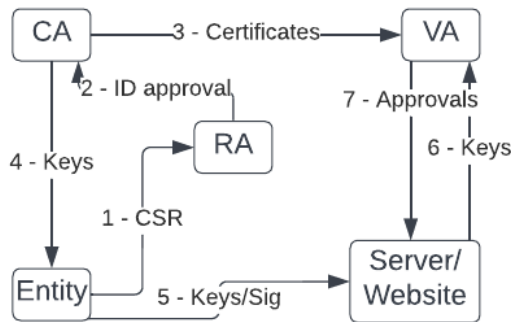 CA
3 - Certificates
VA
2 - ID approval
7 - Approvals
RA
6 - Keys
4 - Keys
1 - CSR
Server/
Website
Entity
5 - Keys/Sig